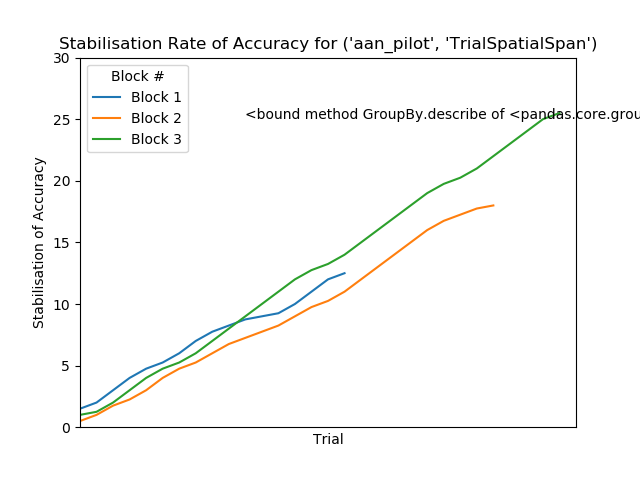 Stabilisation Rate of Accuracy for ('aan_pilot', 'TrialSpatialSpan')
30
25
20
15
10
5
0
Stabilisation of Accuracy
Block #
Block 1
Block 2
Block 3
<bound method GroupBy.describe of <pandas.core.grou
Trial